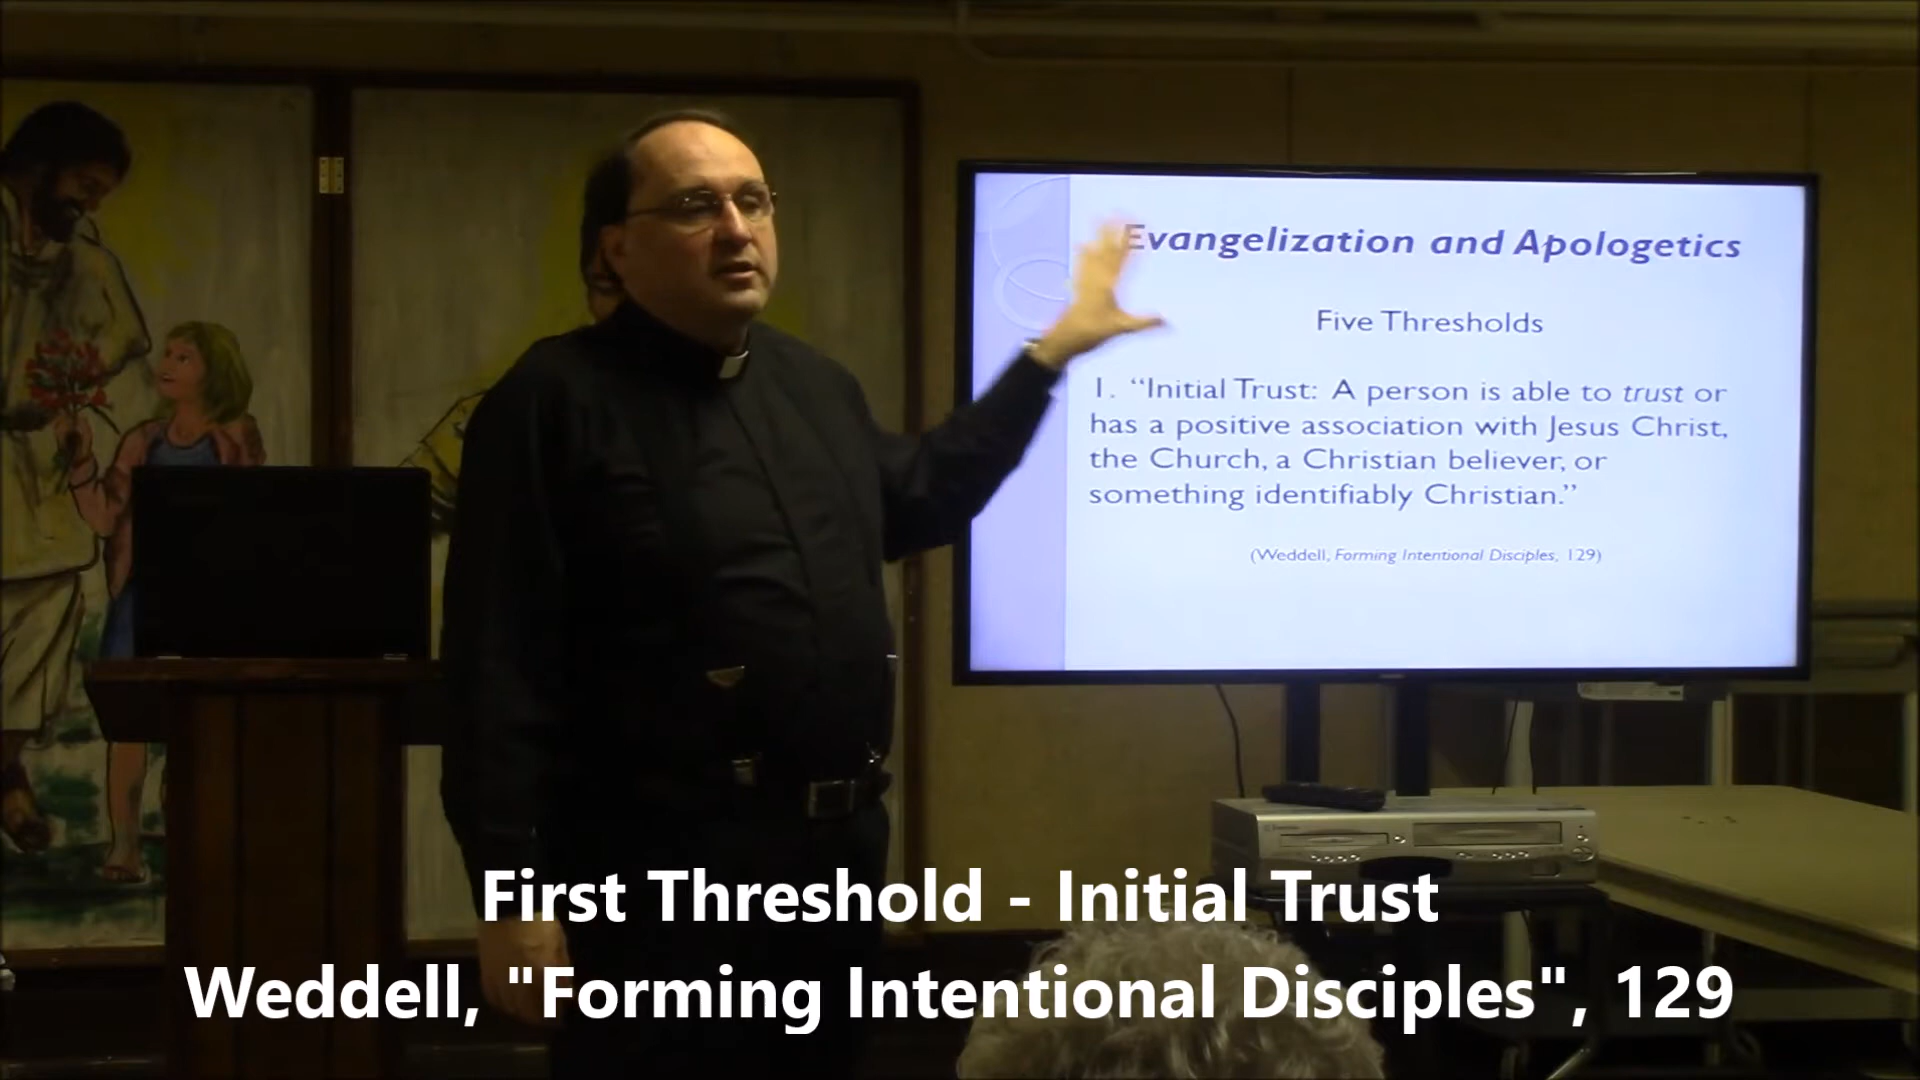 Evangelization and Apologetics
Five Thresholds
1. “Initial Trust: A person is able to trust or
has a positive association with Jesus Christ,
the Church, a Christian believer, or
something identifiably Christian.”
(Weddell, Forming Intentional Disciples, 129)
First Threshold - Initial Trust
Weddell, "Forming Intentional Disciples", 129